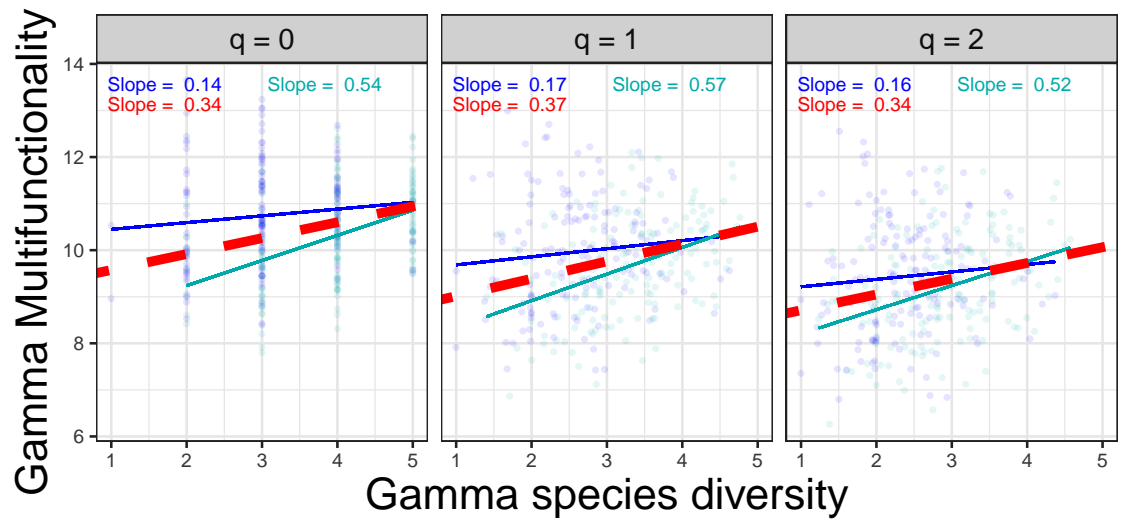 q = 0
q = 1
q = 2
Slope = 0.14
Slope = 0.54
Slope = 0.34
Slope = 0.17
Slope = 0.57
Slope = 0.37
Slope = 0.16
Slope = 0.52
Slope = 0.34
Gamma Multifunctionality
14
12
10
8
6
1 2 3 4 5
1 2 3 4 5
1 2 3 4 5
Gamma species diversity